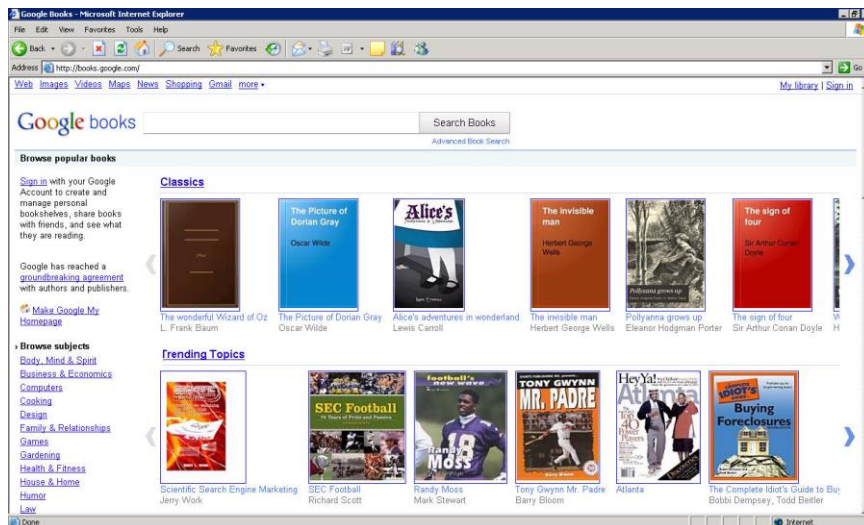 Google Books - Microsoft Internet Explorer
File Edit View Favorites Tools Help
Back Search Favorites
Address http://books.google.com/ Go
Web Images Videos Maps News Shopping Gmail more
My library | Sign in
Google books Search Books
Advanced Book Search
Browse popular books
Sign in with your Google
Account to create and
manage personal
bookshelves, share books
with friends, and see what
they are reading.
Google has reached a
groundbreaking agreement
with authors and publishers.
Make Google My
Homepage
Browse subjects
Body, Mind & Spirit
Business & Economics
Computers
Cooking
Design
Family & Relationships
Games
Gardening
Health & Fitness
House & Home
Humor
Law
Classics
The Picture of
Dorian Gray
Oscar Wilde
Alice's
The invisible
man
Herbert George
Wells
Pollyanna grows up
The sign of
four
Sir Arthur Conan
Doyle
The wonderful Wizard of Oz
L. Frank Baum
The Picture of Dorian Gray
Oscar Wilde
Alice's adventures in wonderland
Lewis Carroll
The invisible man
Herbert George Wells
Pollyanna grows up
Eleanor Hodgman Porter
The sign of four
Sir Arthur Conan Doyle
Trending Topics
SEC Football
football's
new wave
Randy
Moss
TONY GWYNN
MR. PADRE
Hey Ya!
Atlanta
Top
40
Power
Players
COMPLETE
IDIOT'S
GUIDE TO
Buying
Foreclosures
Scientific Search Engine Marketing
Jerry Work
SEC Football
Richard Scott
Randy Moss
Mark Stewart
Tony Gwynn Mr. Padre
Barry Bloom
Atlanta
The Complete Idiot's Guide to Buy
Bobbi Dempsey, Todd Beitler
Done
Internet